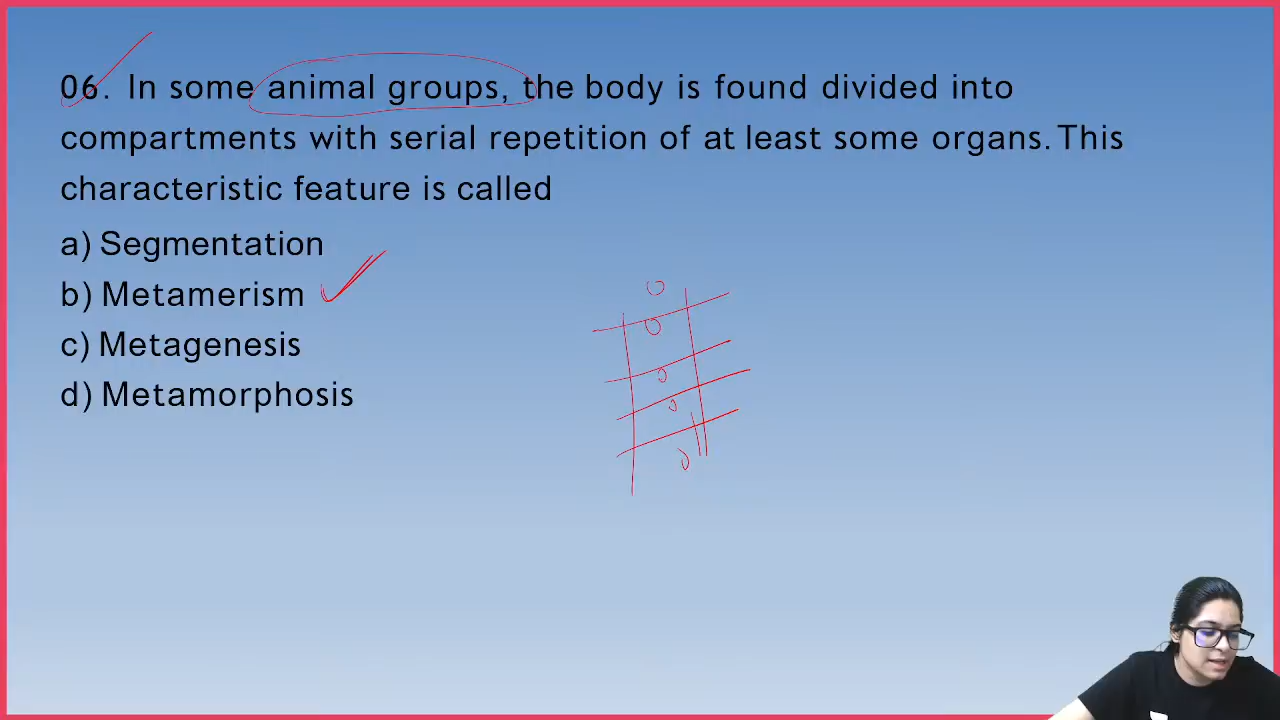 06. In some animal groups, the body is found divided into
compartments with serial repetition of at least some organs. This
characteristic feature is called
a) Segmentation
b) Metamerism
c) Metagenesis
d) Metamorphosis